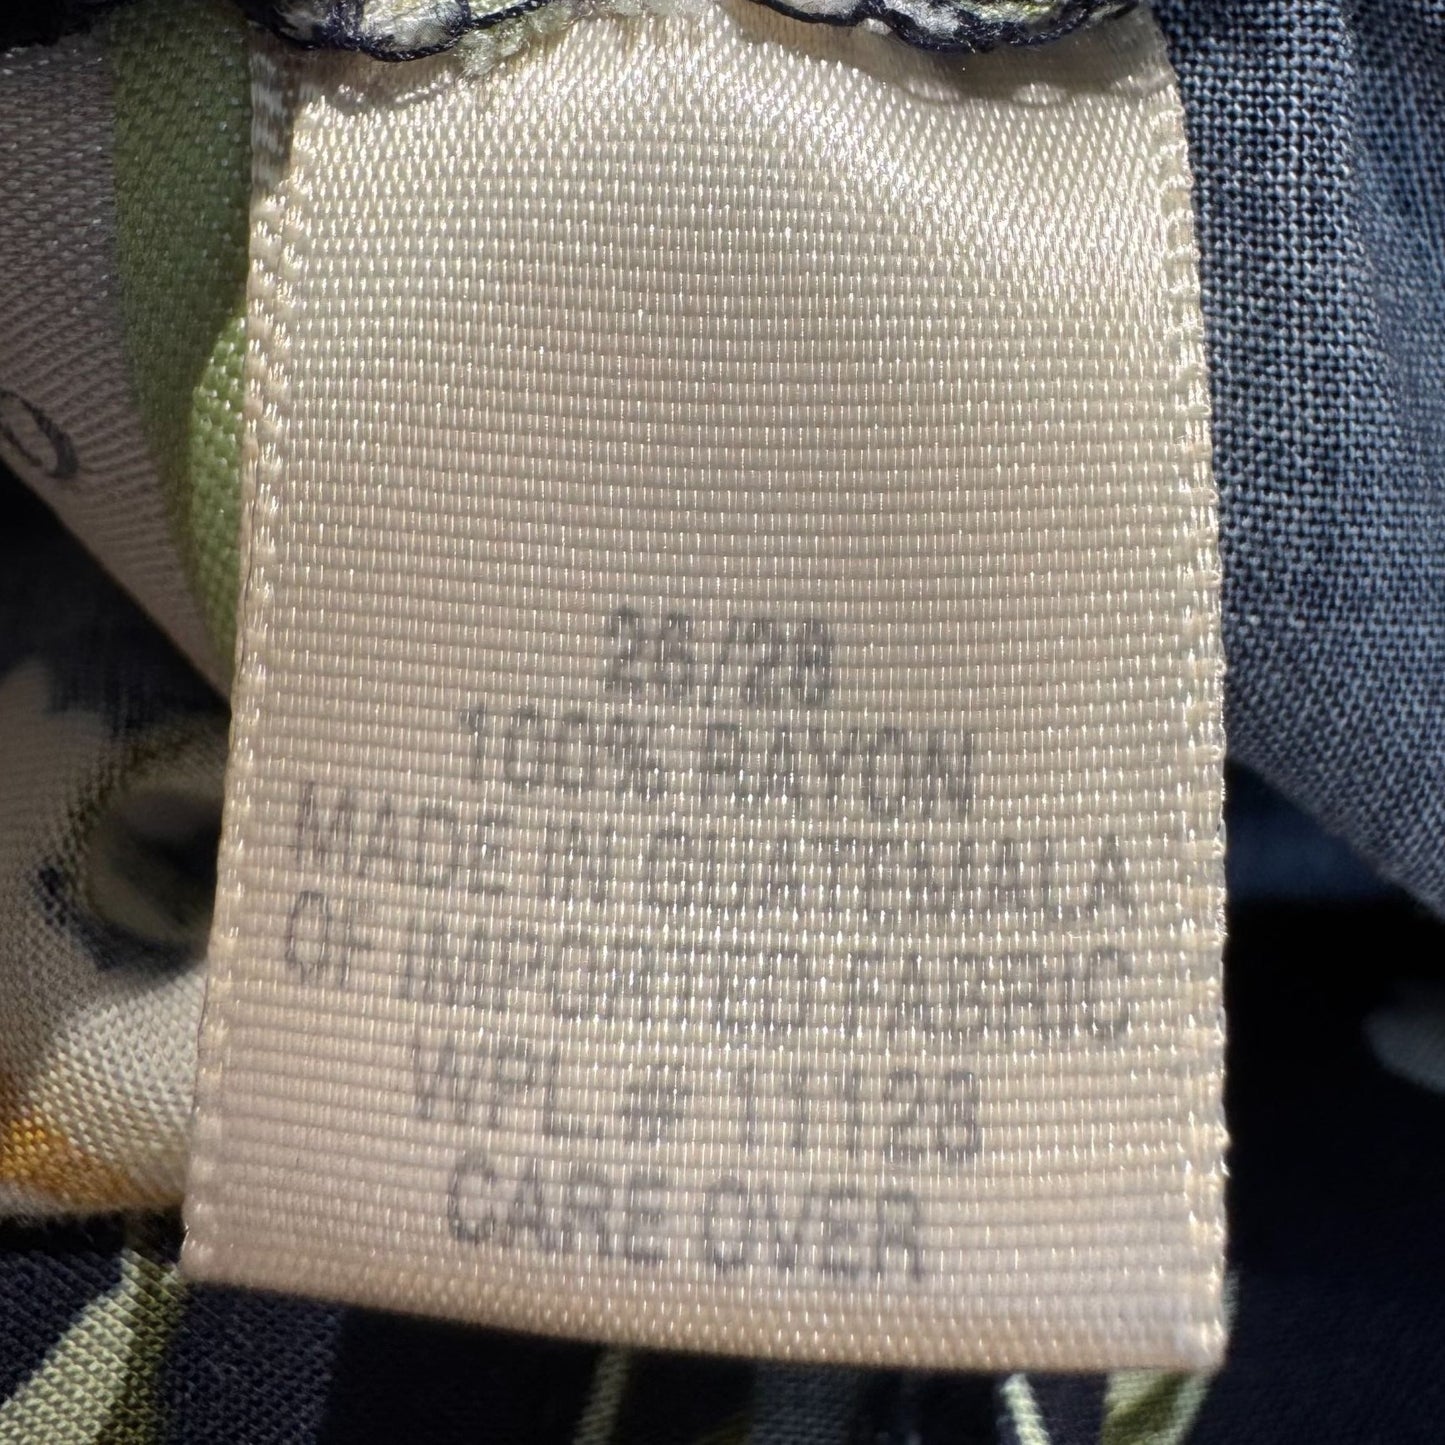 26/28
100% RAYON
MADE IN GUATEMALA
OF IMPORTED FABRIC
WPL # 11128
CARE OVER